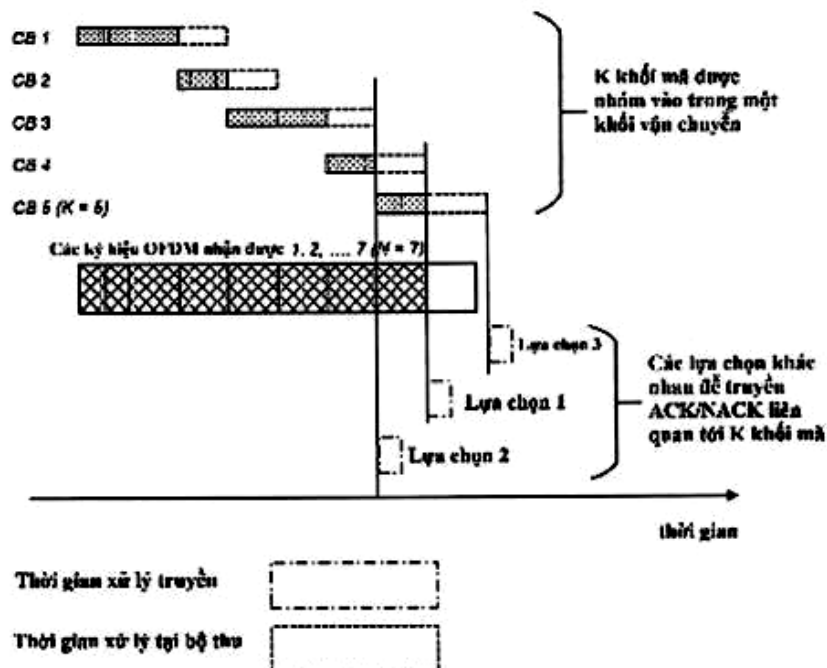 CB 1
CB 2
CB 3
CB 4
CB 5 (K = 5)
K khối mã được
nhóm vào trong một
khối vận chuyển
Các ký hiệu OFDM nhận được 1, 2, .... 7 (N = 7)
Lựa chọn 3
Lựa chọn 1
Lựa chọn 2
Các lựa chọn khác
nhau để truyền
ACK/NACK liên
quan tới K khối mã
thời gian
Thời gian xử lý truyền
Thời gian xử lý tại bộ thu